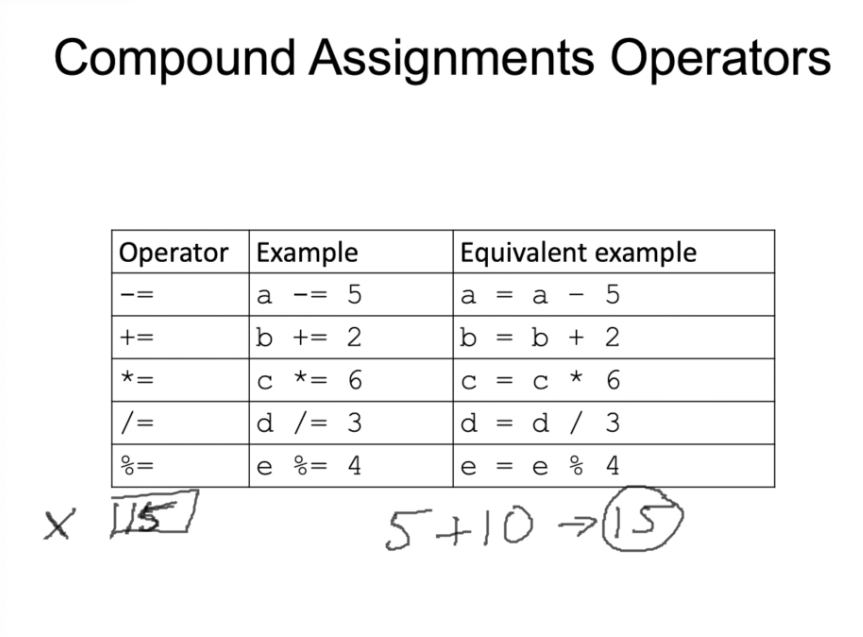 Compound Assignments Operators
Operator Example Equivalent example
-= a -= 5 a = a - 5
+= b += 2 b = b + 2
*= c *= 6 c = c * 6
/= d /= 3 d = d / 3
%= e %= 4 e = e % 4
x 15 5+10 → 15